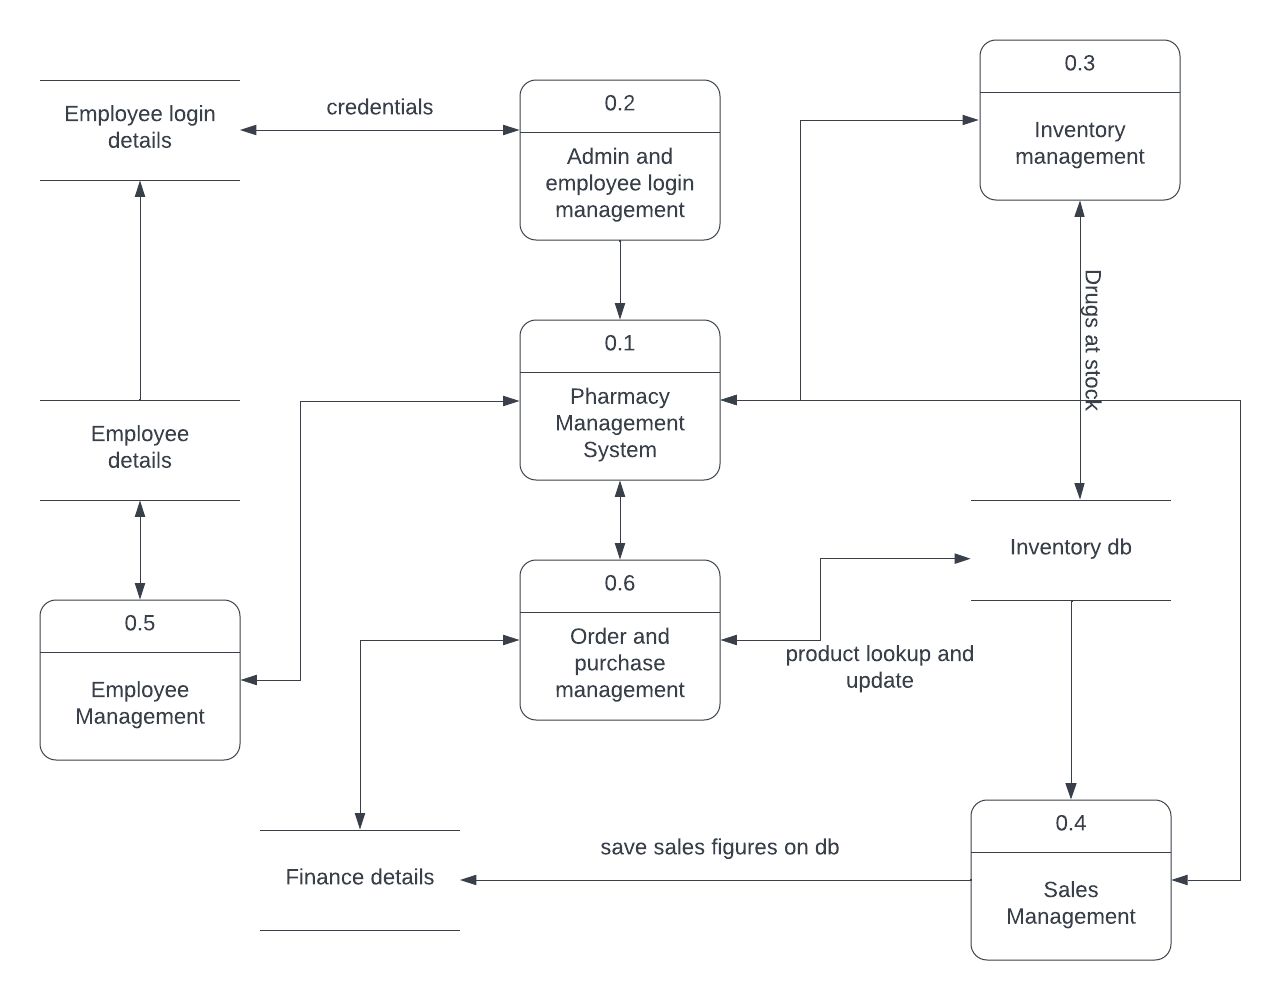 0.3
Inventory
management
Employee login
details
credentials
0.2
Admin and
employee login
management
Drugs at stock
0.1
Pharmacy
Management
System
Employee
details
Inventory db
0.6
Order and
purchase
management
product lookup and
update
0.5
Employee
Management
0.4
Sales
Management
save sales figures on db
Finance details